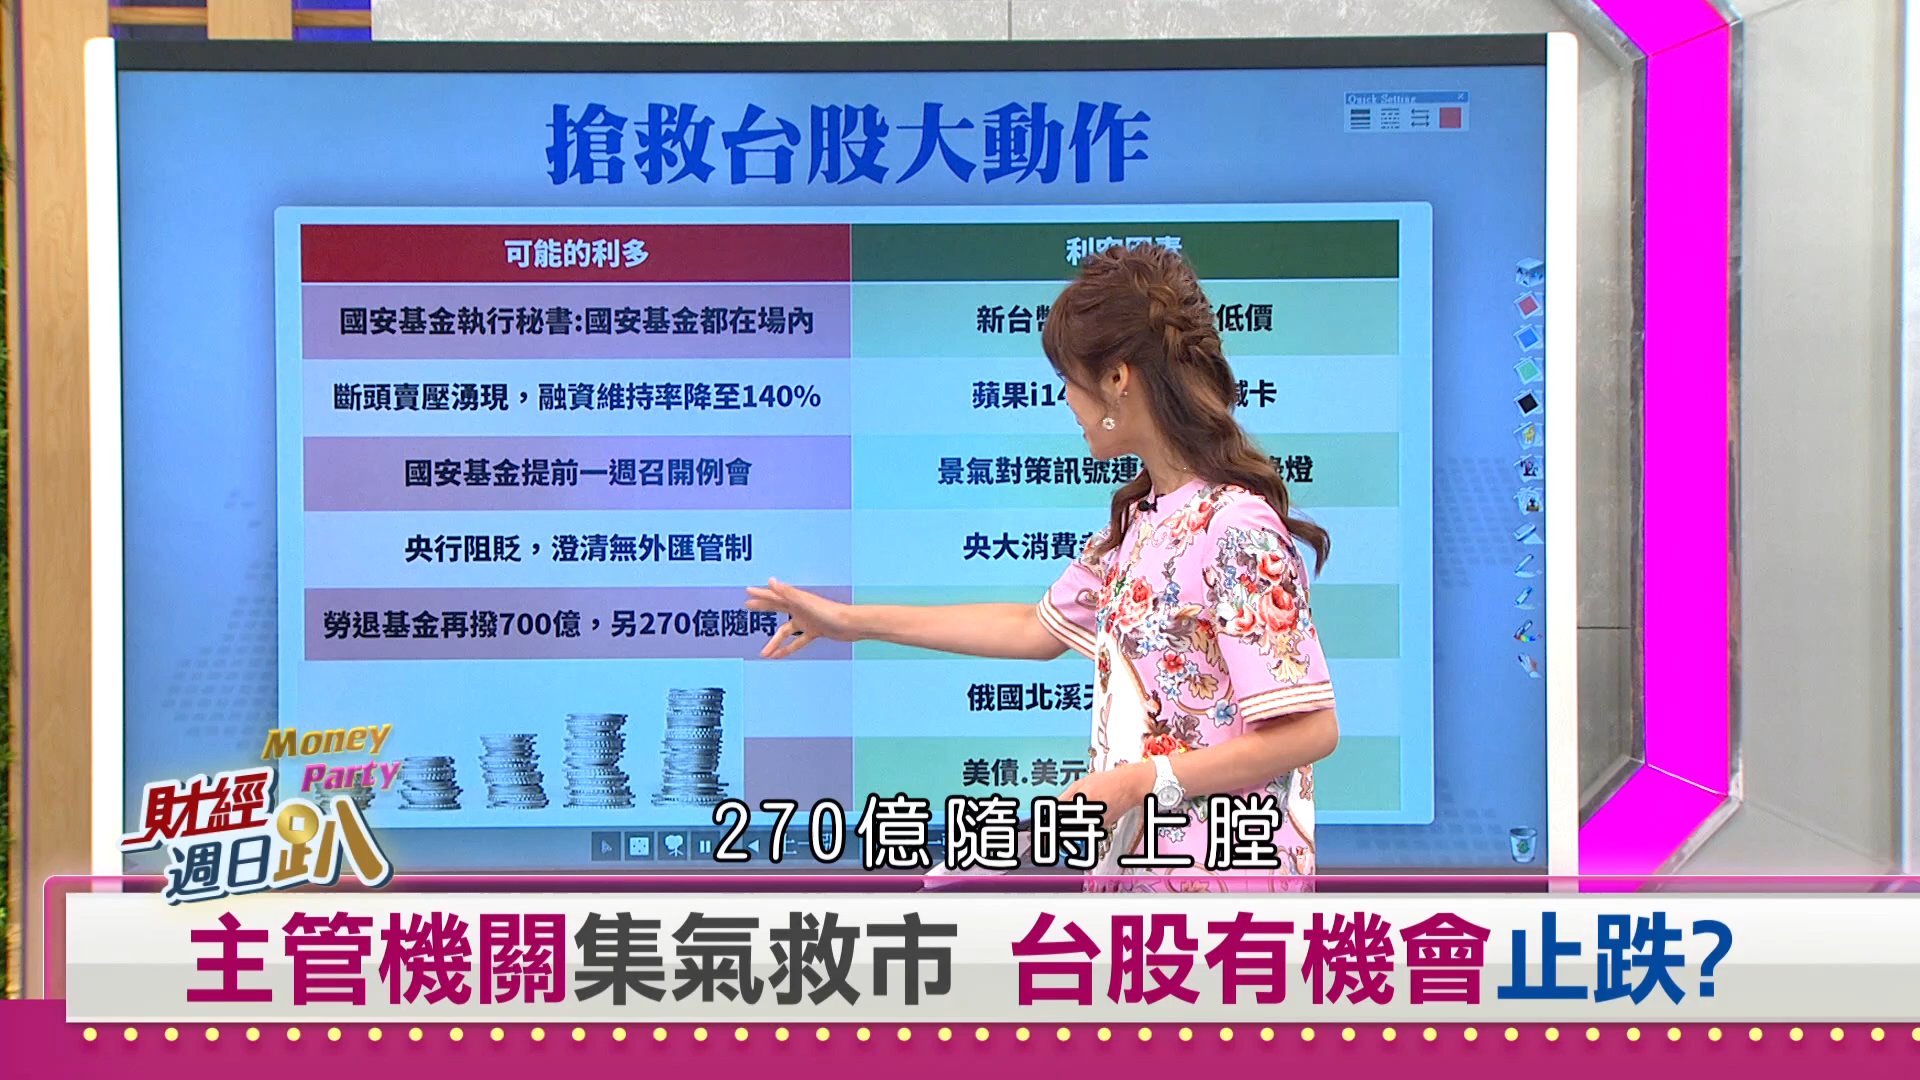 搶救台股大動作
Quick Setting
可能的利多
國安基金執行秘書:國安基金都在場內
新台幣 低價
斷頭賣壓湧現，融資維持率降至140%
蘋果i14
卡
國安基金提前一週召開例會
景氣對策訊號連 燈
央行阻貶，澄清無外匯管制
央大消費
勞退基金再撥700億，另270億隨時
俄國北溪
美債.美元
Money
Party
財經
週日趴
270億隨時上膛
主管機關集氣救市 台股有機會止跌?